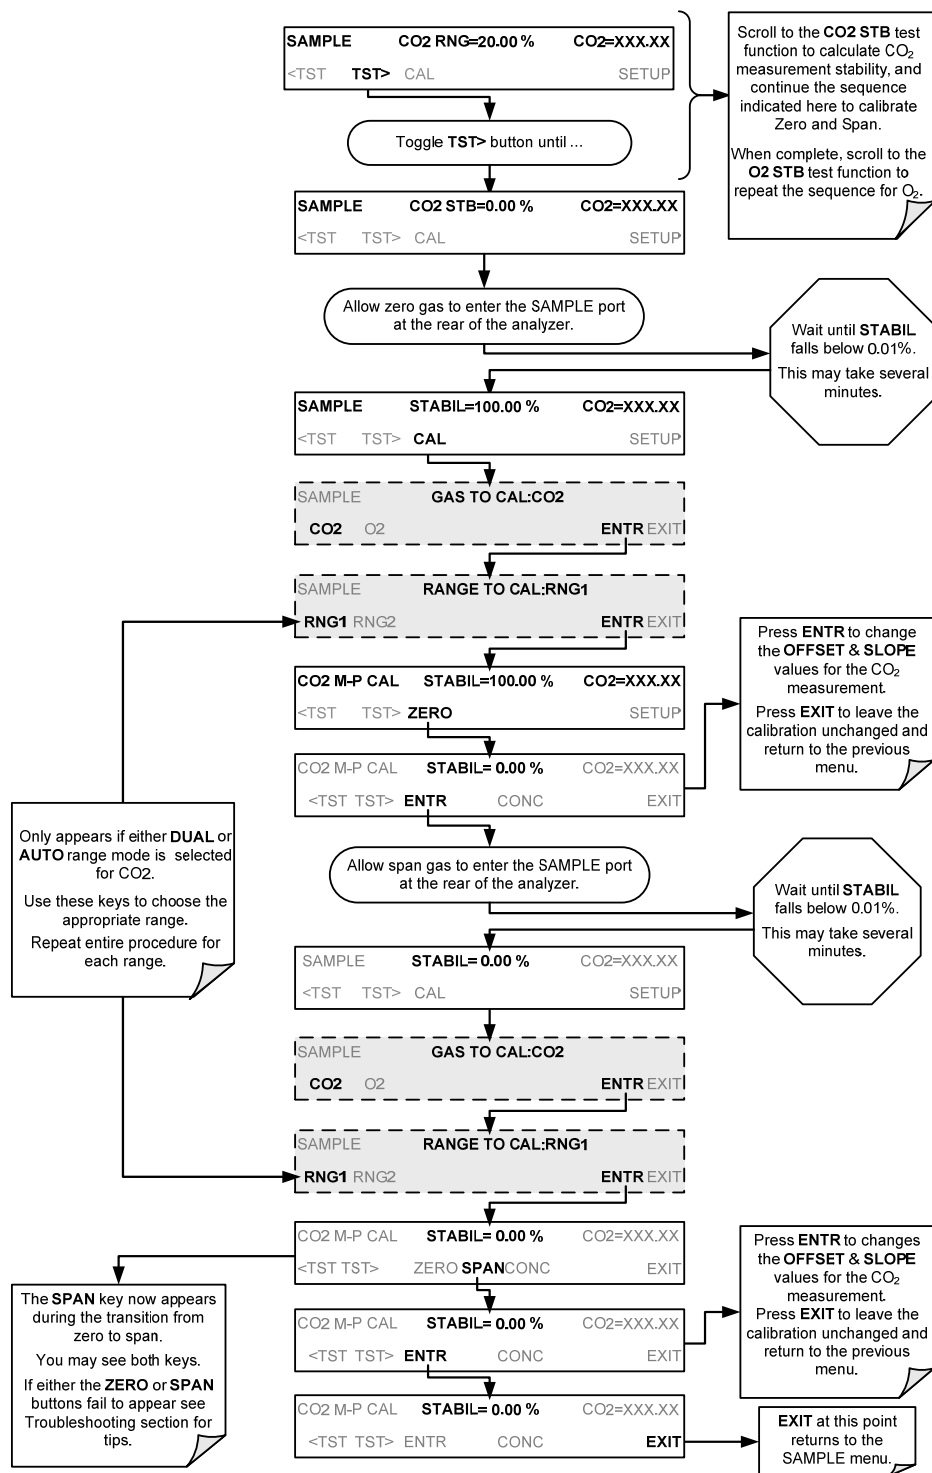 SAMPLE CO2 RNG=20.00 % CO2=XXX.XX
<TST TST> CAL SETUP
Toggle TST> button until ...
Scroll to the CO2 STB test
function to calculate CO₂
measurement stability, and
continue the sequence
indicated here to calibrate
Zero and Span.
When complete, scroll to the
O2 STB test function to
repeat the sequence for O₂.
SAMPLE CO2 STB=0.00 % CO2=XXX.XX
<TST TST> CAL SETUP
Allow zero gas to enter the SAMPLE port
at the rear of the analyzer.
Wait until STABIL
falls below 0.01%.
This may take several
minutes.
SAMPLE STABIL=100.00 % CO2=XXX.XX
<TST TST> CAL SETUP
SAMPLE GAS TO CAL:CO2
CO2 O2 ENTR EXIT
SAMPLE RANGE TO CAL:RNG1
RNG1 RNG2 ENTR EXIT
CO2 M-P CAL STABIL=100.00 % CO2=XXX.XX
<TST TST> ZERO SETUP
CO2 M-P CAL STABIL= 0.00 % CO2=XXX.XX
<TST TST> ENTR CONC EXIT
Press ENTR to change
the OFFSET & SLOPE
values for the CO₂
measurement.
Press EXIT to leave the
calibration unchanged and
return to the previous
menu.
Only appears if either DUAL or
AUTO range mode is selected
for CO2.
Use these keys to choose the
appropriate range.
Repeat entire procedure for
each range.
Allow span gas to enter the SAMPLE port
at the rear of the analyzer.
Wait until STABIL
falls below 0.01%.
This may take several
minutes.
SAMPLE STABIL= 0.00 % CO2=XXX.XX
<TST TST> CAL SETUP
SAMPLE GAS TO CAL:CO2
CO2 O2 ENTR EXIT
SAMPLE RANGE TO CAL:RNG1
RNG1 RNG2 ENTR EXIT
CO2 M-P CAL STABIL= 0.00 % CO2=XXX.XX
<TST TST> ZERO SPAN CONC EXIT
The SPAN key now appears
during the transition from
zero to span.
You may see both keys.
If either the ZERO or SPAN
buttons fail to appear see
Troubleshooting section for
tips.
CO2 M-P CAL STABIL= 0.00 % CO2=XXX.XX
<TST TST> ENTR CONC EXIT
Press ENTR to changes
the OFFSET & SLOPE
values for the CO₂
measurement.
Press EXIT to leave the
calibration unchanged and
return to the previous
menu.
CO2 M-P CAL STABIL= 0.00 % CO2=XXX.XX
<TST TST> ENTR CONC EXIT
EXIT at this point
returns to the
SAMPLE menu.